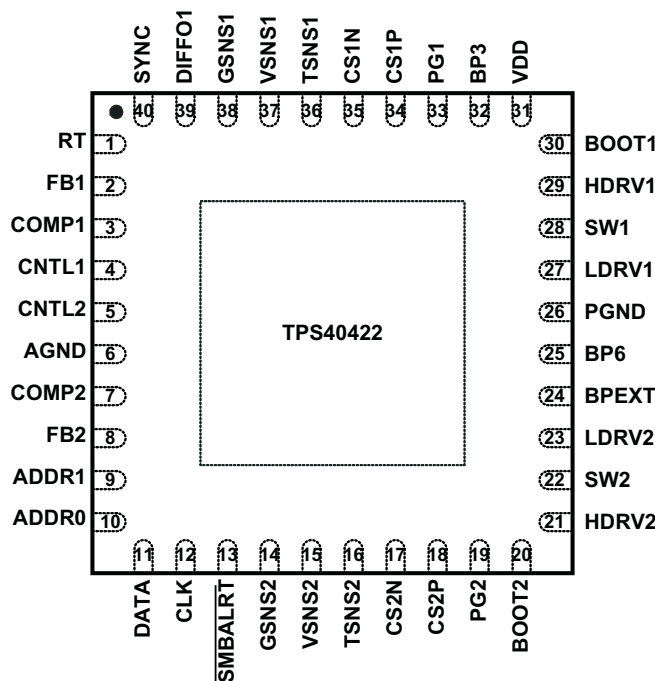 SYNC
DIFFO1
GSNS1
VSNS1
TSNS1
CS1N
CS1P
PG1
BP3
VDD
40 39 38 37 36 35 34 33 32 31
RT 1
FB1 2
COMP1 3
CNTL1 4
CNTL2 5
AGND 6
COMP2 7
FB2 8
ADDR1 9
ADDR0 10
TPS40422
30 BOOT1
29 HDRV1
28 SW1
27 LDRV1
26 PGND
25 BP6
24 BPEXT
23 LDRV2
22 SW2
21 HDRV2
11 12 13 14 15 16 17 18 19 20
DATA
CLK
SMBALRT
GSNS2
VSNS2
TSNS2
CS2N
CS2P
PG2
BOOT2